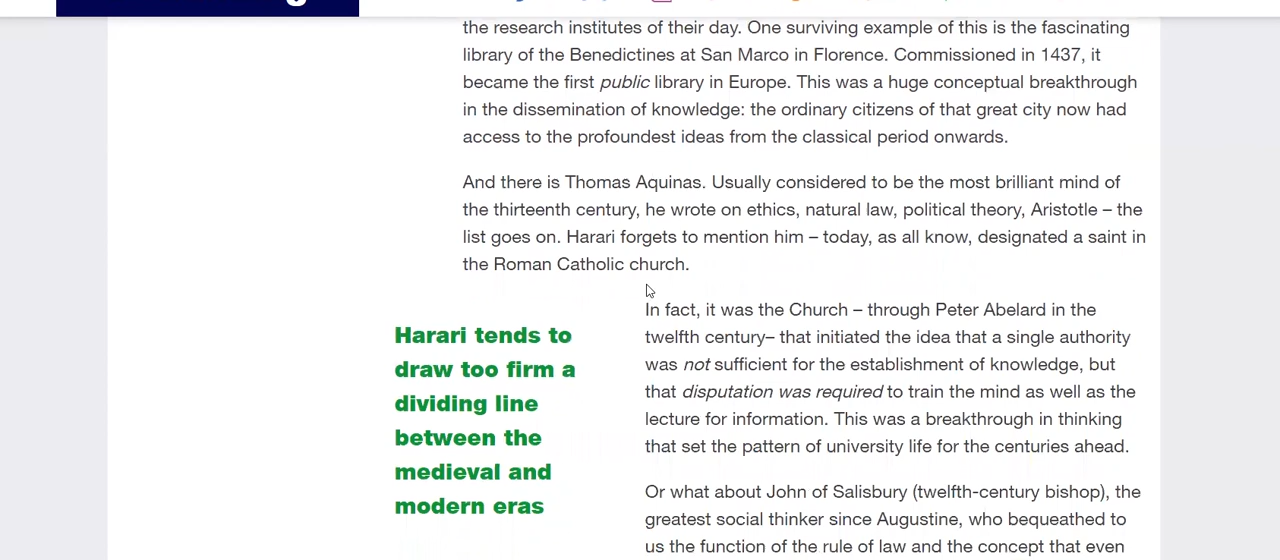 the research institutes of their day. One surviving example of this is the fascinating
library of the Benedictines at San Marco in Florence. Commissioned in 1437, it
became the first public library in Europe. This was a huge conceptual breakthrough
in the dissemination of knowledge: the ordinary citizens of that great city now had
access to the profoundest ideas from the classical period onwards.
And there is Thomas Aquinas. Usually considered to be the most brilliant mind of
the thirteenth century, he wrote on ethics, natural law, political theory, Aristotle – the
list goes on. Harari forgets to mention him – today, as all know, designated a saint in
the Roman Catholic church.
Harari tends to
draw too firm a
dividing line
between the
medieval and
modern eras
In fact, it was the Church – through Peter Abelard in the
twelfth century– that initiated the idea that a single authority
was not sufficient for the establishment of knowledge, but
that disputation was required to train the mind as well as the
lecture for information. This was a breakthrough in thinking
that set the pattern of university life for the centuries ahead.
Or what about John of Salisbury (twelfth-century bishop), the
greatest social thinker since Augustine, who bequeathed to
us the function of the rule of law and the concept that even